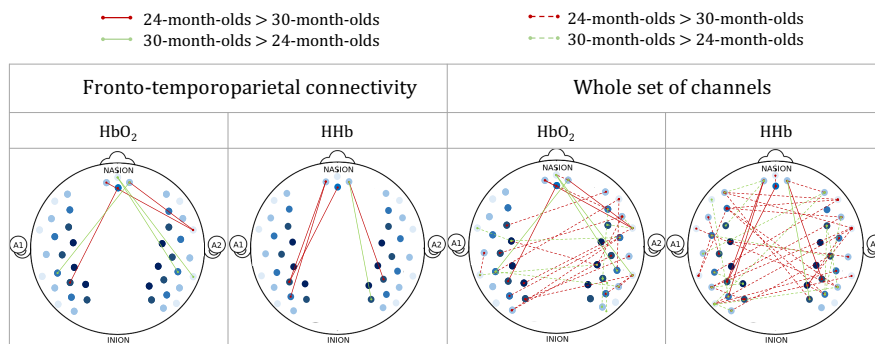 24-month-olds > 30-month-olds
30-month-olds > 24-month-olds
24-month-olds > 30-month-olds
30-month-olds > 24-month-olds
Fronto-temporoparietal connectivity
Whole set of channels
HbO₂
HHb
HbO₂
HHb
NASION
NASION
NASION
NASION
A1
A2
A1
A2
A1
A2
A1
A
INION
INION
INION
INION